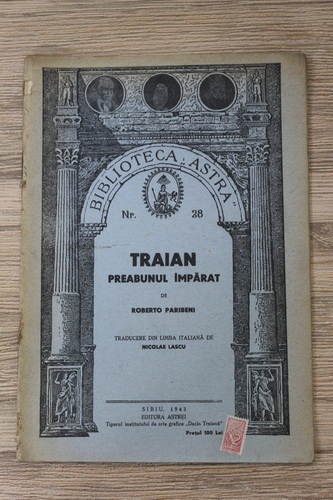 BIBLIOTECA „ASTRA”
Nr. 28
TRAIAN
PREABUNUL ÎMPĂRAT
DE
ROBERTO PARIBENI
TRADUCERE DIN LIMBA ITALIANĂ DE
NICOLAE LASCU
SIBIU, 1943
EDITURA ASTREI
Tiparul institutului de arte grafice „Dacia Traiană”
Prețul 100 Lei